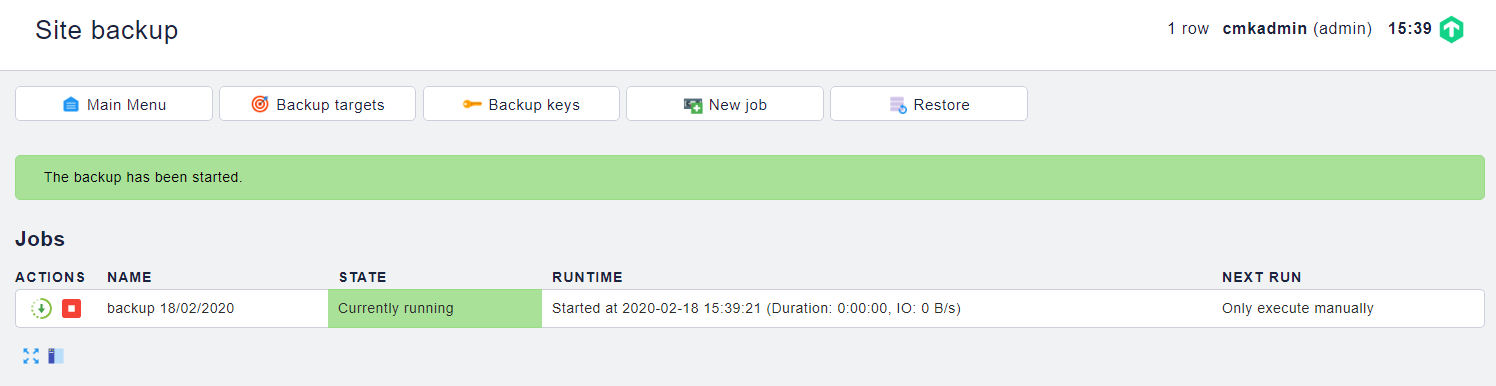 Site backup
1 row cmkadmin (admin) 15:39
Main Menu Backup targets Backup keys New job Restore
The backup has been started.
Jobs
ACTIONS NAME STATE RUNTIME NEXT RUN
backup 18/02/2020 Currently running Started at 2020-02-18 15:39:21 (Duration: 0:00:00, IO: 0 B/s) Only execute manually